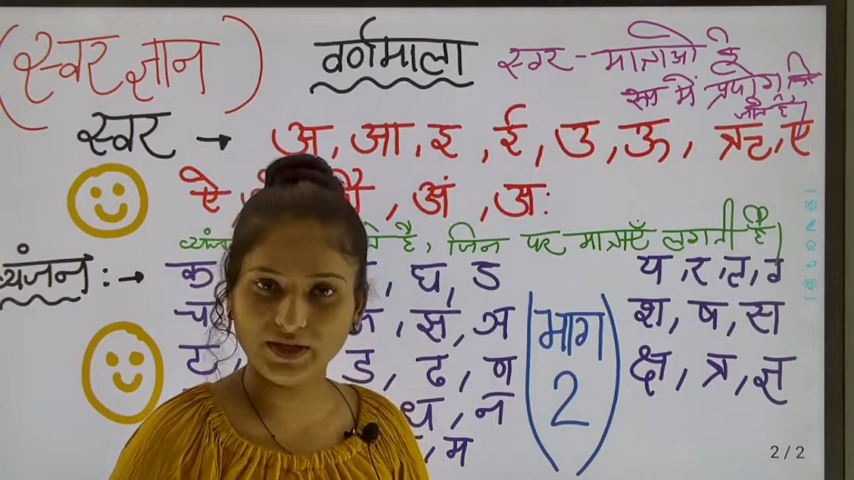 (स्वर ज्ञान)
वर्णमाला
स्वर - मात्राओ के
रूप में प्रयोग किये
जाते है।
स्वर → अ, आ, इ, ई, उ, ऊ, ऋ, ए
ऐ, औ, अं, अः
है, जिन पर मात्राएँ लगती है।
व्यंजन :- →
क, घ, ड
च, झ, ञ
ट, ड, ढ, ण
ध, न
म
भाग
2
य, र, ल, व
श, ष, स
क्ष, त्र, ज्ञ
2/2